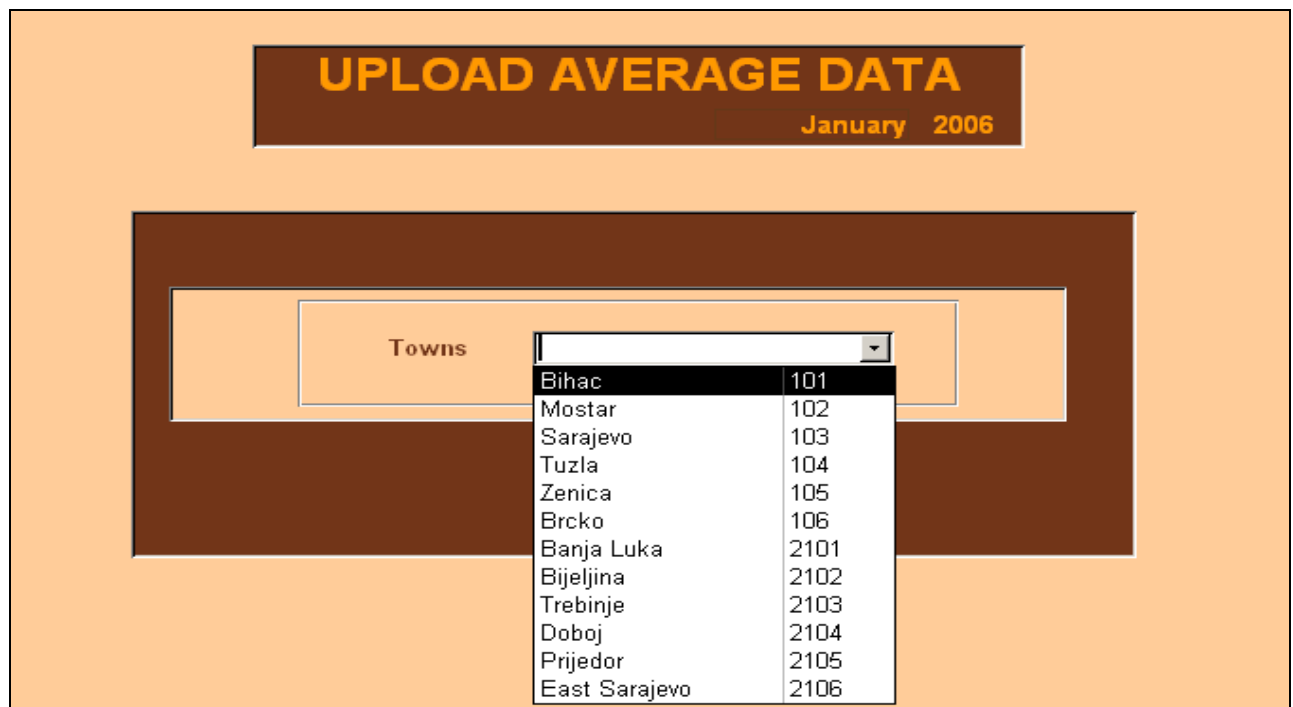 UPLOAD AVERAGE DATA
January 2006
Towns
Bihac 101
Mostar 102
Sarajevo 103
Tuzla 104
Zenica 105
Brcko 106
Banja Luka 2101
Bijeljina 2102
Trebinje 2103
Doboj 2104
Prijedor 2105
East Sarajevo 2106